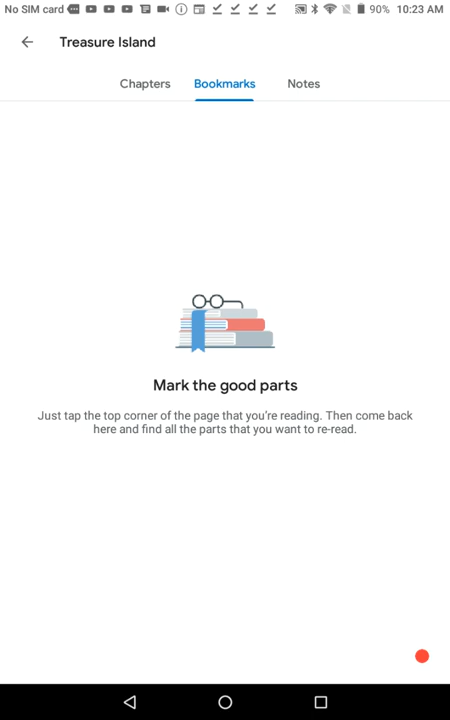 No SIM card 90% 10:23 AM
Treasure Island
Chapters Bookmarks Notes
Mark the good parts
Just tap the top corner of the page that you're reading. Then come back
here and find all the parts that you want to re-read.